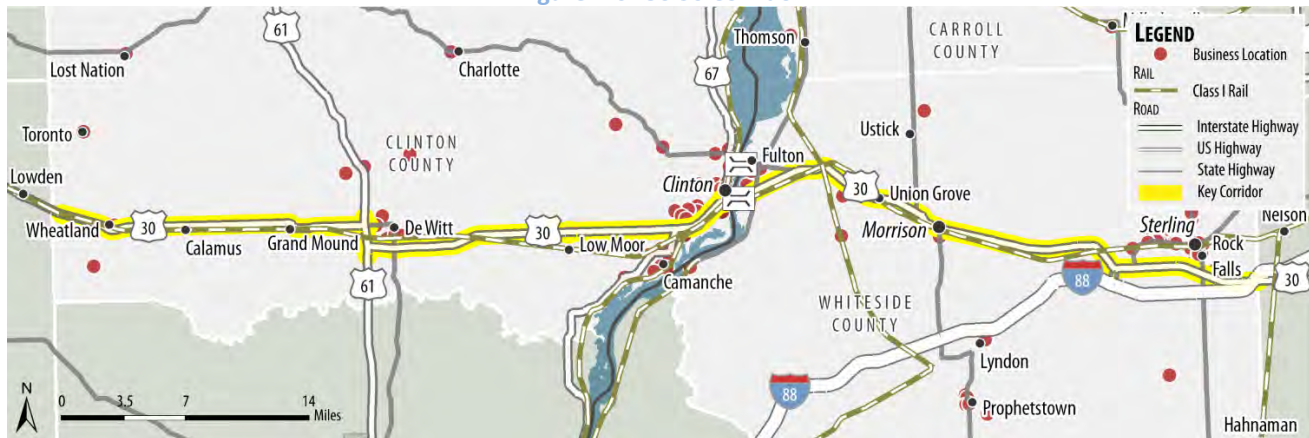 61
67
Thomson
CARROLL
COUNTY
LEGEND
Business Location
RAIL
Class I Rail
ROAD
Interstate Highway
US Highway
State Highway
Key Corridor
Lost Nation
Charlotte
Toronto
CLINTON
COUNTY
Ustick
Fulton
Lowden
Clinton
30
Union Grove
Wheatland
30
Calamus
Grand Mound
De Witt
30
Low Moor
Morrison
Sterling
Nelson
Rock
Falls
Camanche
61
88
30
WHITESIDE
COUNTY
Lyndon
88
Prophetstown
Hahnaman
N
0 3.5 7 14
Miles